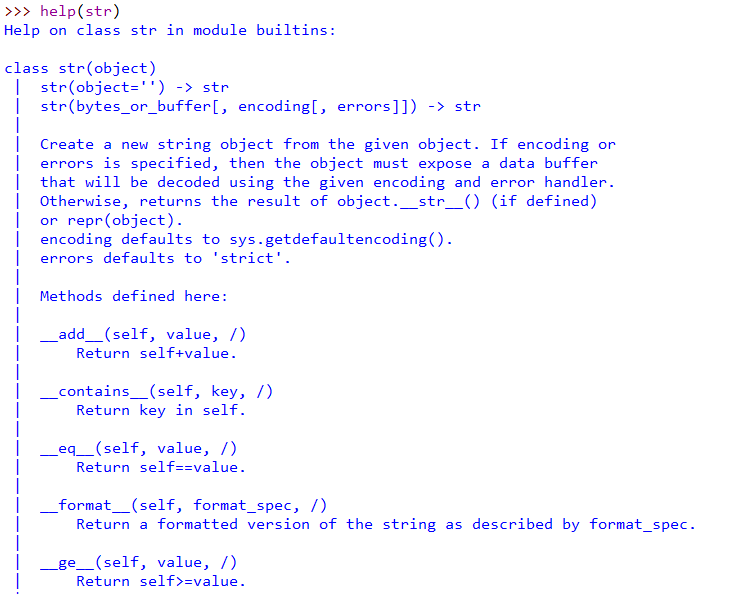 >>> help(str)
Help on class str in module builtins:

class str(object)
 |  str(object='') -> str
 |  str(bytes_or_buffer[, encoding[, errors]]) -> str
 |
 |  Create a new string object from the given object. If encoding or
 |  errors is specified, then the object must expose a data buffer
 |  that will be decoded using the given encoding and error handler.
 |  Otherwise, returns the result of object.__str__() (if defined)
 |  or repr(object).
 |  encoding defaults to sys.getdefaultencoding().
 |  errors defaults to 'strict'.
 |
 |  Methods defined here:
 |
 |  __add__(self, value, /)
 |      Return self+value.
 |
 |  __contains__(self, key, /)
 |      Return key in self.
 |
 |  __eq__(self, value, /)
 |      Return self==value.
 |
 |  __format__(self, format_spec, /)
 |      Return a formatted version of the string as described by format_spec.
 |
 |  __ge__(self, value, /)
 |      Return self>=value.